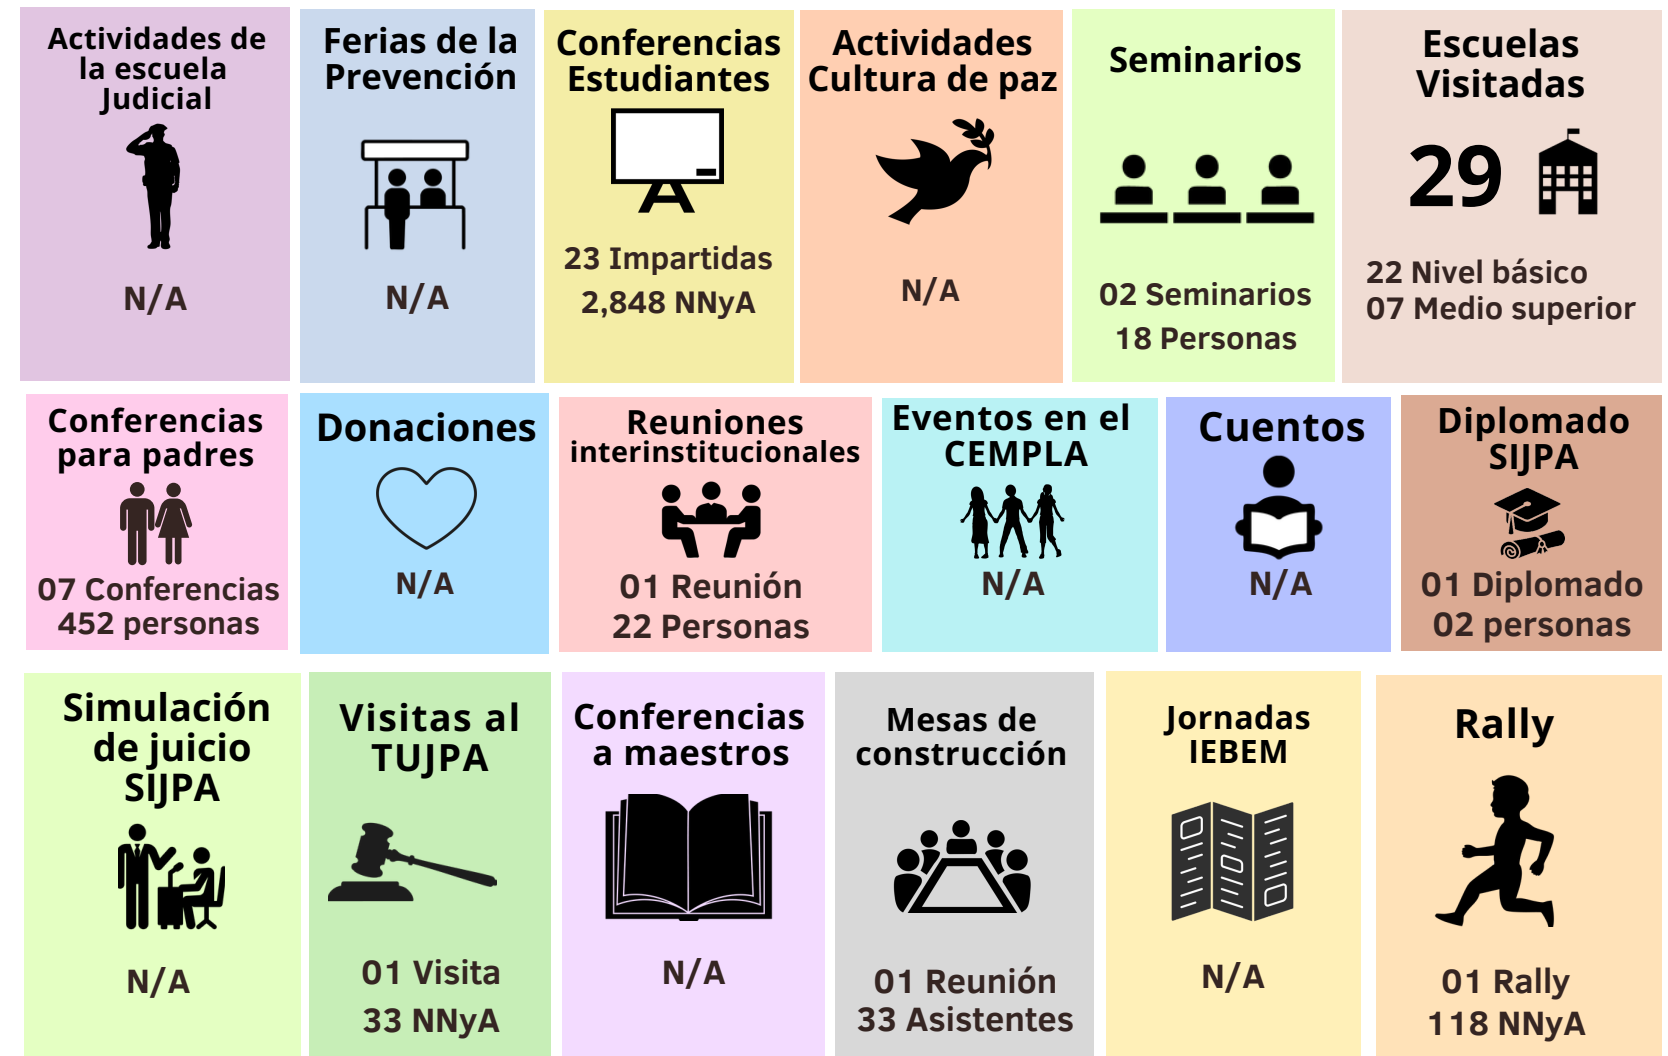 Actividades de
la escuela
Judicial
N/A
Ferias de la
Prevención
N/A
Conferencias
Estudiantes
23 Impartidas
2,848 NNyA
Actividades
Cultura de paz
N/A
Seminarios
02 Seminarios
18 Personas
Escuelas
Visitadas
29
22 Nivel básico
07 Medio superior
Conferencias
para padres
07 Conferencias
452 personas
Donaciones
N/A
Reuniones
interinstitucionales
01 Reunión
22 Personas
Eventos en el
CEMPLA
N/A
Cuentos
N/A
Diplomado
SIJPA
01 Diplomado
02 personas
Simulación
de juicio
SIJPA
N/A
Visitas al
TUJPA
01 Visita
33 NNyA
Conferencias
a maestros
N/A
Mesas de
construcción
01 Reunión
33 Asistentes
Jornadas
IEBEM
N/A
Rally
01 Rally
118 NNyA